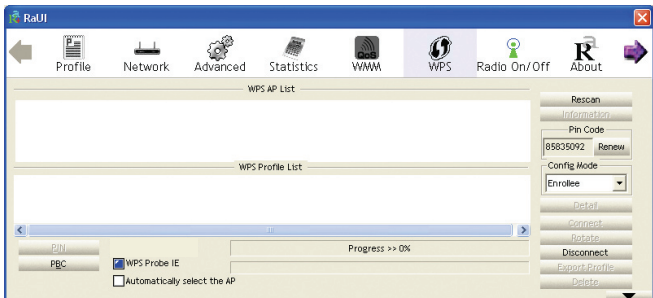 RaUI
Profile Network Advanced Statistics WMM WPS Radio On/Off About
QoS
WPS AP List
Rescan
Information
Pin Code
85835092 Renew
WPS Profile List
Config Mode
Enrollee
Detail
Connect
Rotate
PIN Progress >> 0%
Disconnect
PBC WPS Probe IE
Export Profile
Automatically select the AP
Delete